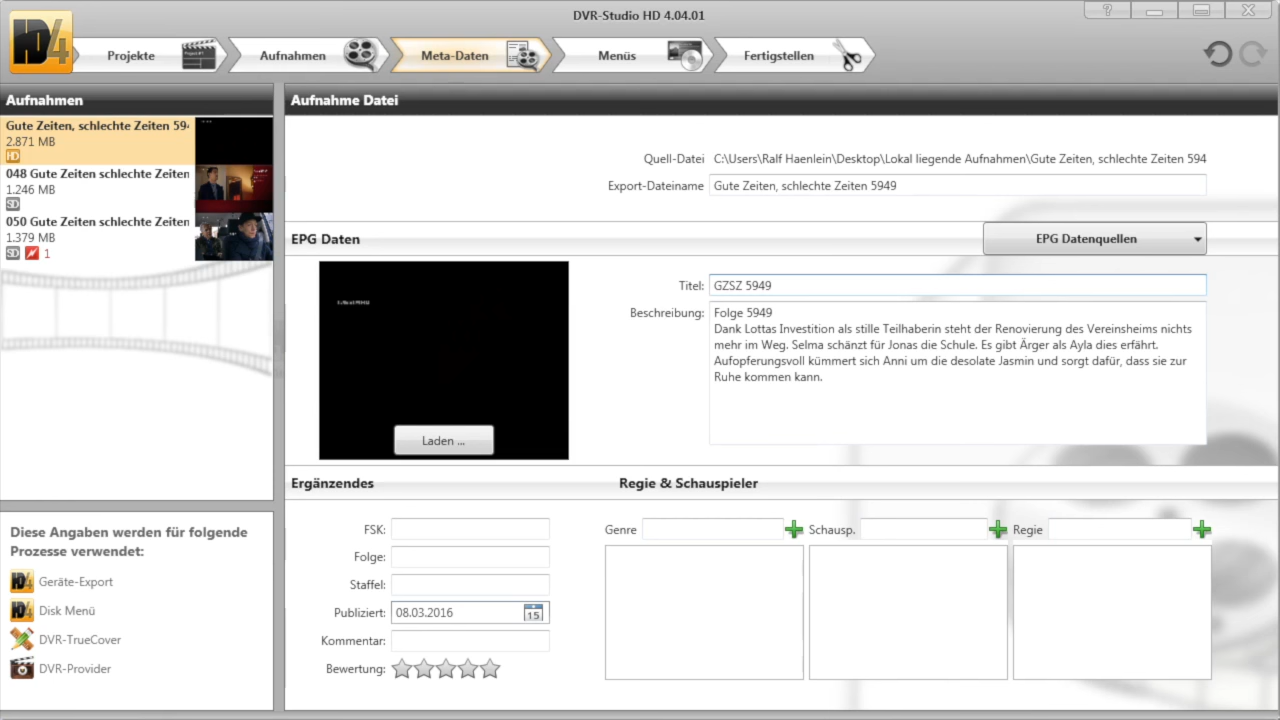 DVR-Studio HD 4.04.01
HD4
Projekte
Aufnahmen
Meta-Daten
Menüs
Fertigstellen
Aufnahmen
Gute Zeiten, schlechte Zeiten 594
2.871 MB
HD
048 Gute Zeiten schlechte Zeiten
1.246 MB
SD
050 Gute Zeiten schlechte Zeiten
1.379 MB
SD 1
Aufnahme Datei
Quell-Datei C:\Users\Ralf Haenlein\Desktop\Lokal liegende Aufnahmen\Gute Zeiten, schlechte Zeiten 594
Export-Dateiname Gute Zeiten, schlechte Zeiten 5949
EPG Daten
EPG Datenquellen
Laden ...
Titel: GZSZ 5949
Beschreibung: Folge 5949
Dank Lottas Investition als stille Teilhaberin steht der Renovierung des Vereinsheims nichts
mehr im Weg. Selma schänzt für Jonas die Schule. Es gibt Ärger als Ayla dies erfährt.
Aufopferungsvoll kümmert sich Anni um die desolate Jasmin und sorgt dafür, dass sie zur
Ruhe kommen kann.
Ergänzendes
FSK:
Folge:
Staffel:
Publiziert: 08.03.2016 15
Kommentar:
Bewertung:
Regie & Schauspieler
Genre
Schausp.
Regie
Diese Angaben werden für folgende
Prozesse verwendet:
HD4 Geräte-Export
HD4 Disk Menü
DVR-TrueCover
DVR-Provider